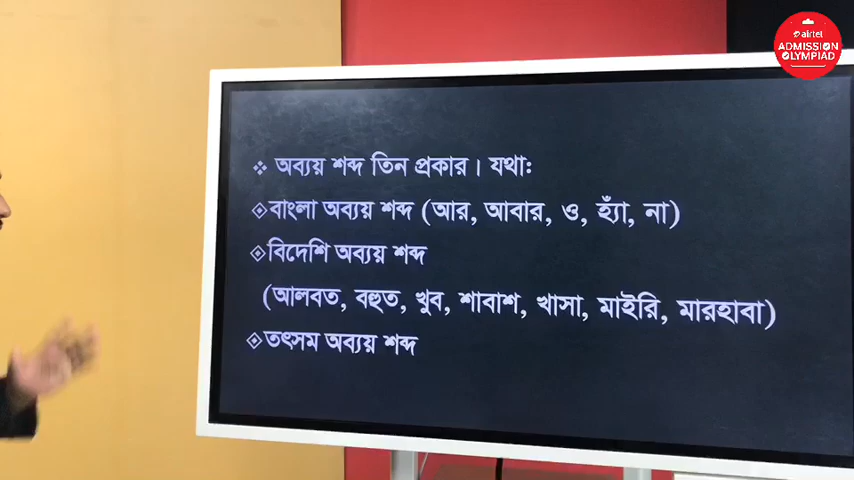 airtel
ADMISSION
OLYMPIAD
❖ অব্যয় শব্দ তিন প্রকার। যথাঃ
◈বাংলা অব্যয় শব্দ (আর, আবার, ও, হ্যাঁ, না)
◈বিদেশি অব্যয় শব্দ
(আলবত, বহুত, খুব, শাবাশ, খাসা, মাইরি, মারহাবা)
◈তৎসম অব্যয় শব্দ